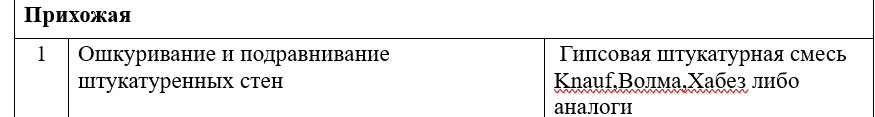 Прихожая
1 Ошкуривание и подравнивание
штукатуренных стен
Гипсовая штукатурная смесь
Knauf,Волма,Хабез либо
аналоги